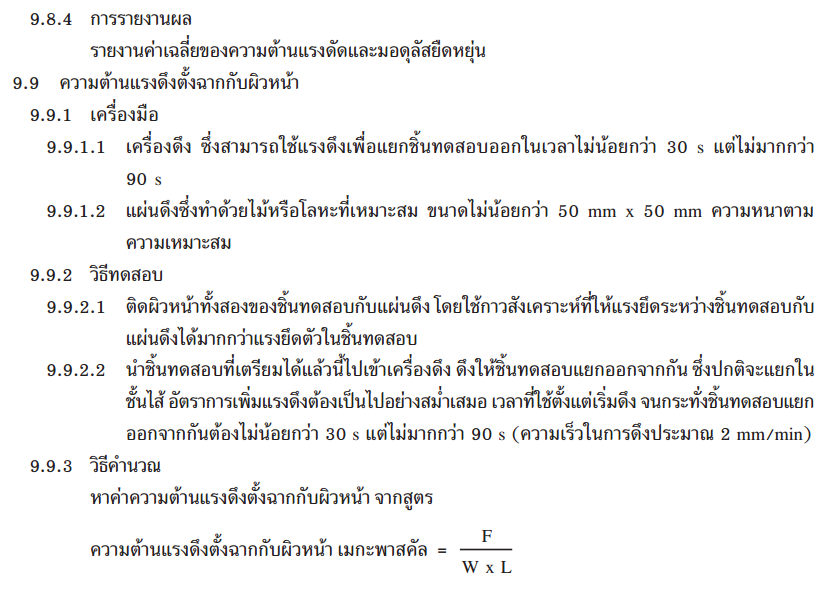 9.8.4 การรายงานผล
รายงานค่าเฉลี่ยของความต้านแรงดัดและมอดุลัสยืดหยุ่น
9.9 ความต้านแรงดึงตั้งฉากกับผิวหน้า
9.9.1 เครื่องมือ
9.9.1.1 เครื่องดึง ซึ่งสามารถใช้แรงดึงเพื่อแยกชิ้นทดสอบออกในเวลาไม่น้อยกว่า 30 s แต่ไม่มากกว่า
90 s
9.9.1.2 แผ่นดึงซึ่งทำด้วยไม้หรือโลหะที่เหมาะสม ขนาดไม่น้อยกว่า 50 mm x 50 mm ความหนาตาม
ความเหมาะสม
9.9.2 วิธีทดสอบ
9.9.2.1 ติดผิวหน้าทั้งสองของชิ้นทดสอบกับแผ่นดึง โดยใช้กาวสังเคราะห์ที่ให้แรงยึดระหว่างชิ้นทดสอบกับ
แผ่นดึงได้มากกว่าแรงยึดตัวในชิ้นทดสอบ
9.9.2.2 นำชิ้นทดสอบที่เตรียมได้แล้วนี้ไปเข้าเครื่องดึง ดึงให้ชิ้นทดสอบแยกออกจากกัน ซึ่งปกติจะแยกใน
ชั้นไส้ อัตราการเพิ่มแรงดึงต้องเป็นไปอย่างสม่ำเสมอ เวลาที่ใช้ตั้งแต่เริ่มดึง จนกระทั่งชิ้นทดสอบแยก
ออกจากกันต้องไม่น้อยกว่า 30 s แต่ไม่มากกว่า 90 s (ความเร็วในการดึงประมาณ 2 mm/min)
9.9.3 วิธีคำนวณ
หาค่าความต้านแรงดึงตั้งฉากกับผิวหน้า จากสูตร
F
ความต้านแรงดึงตั้งฉากกับผิวหน้า เมกะพาสคัล =
W x L